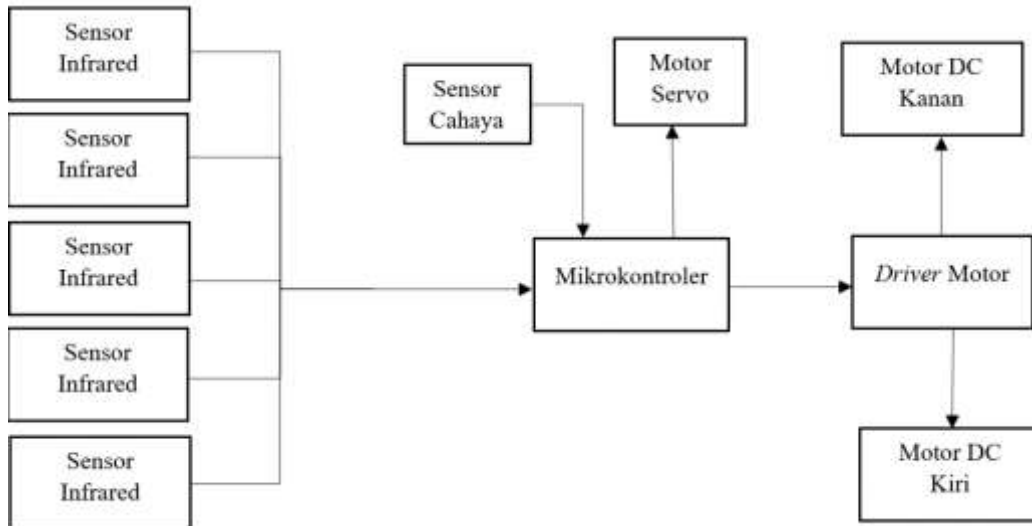 Sensor
Infrared
Sensor
Infrared
Sensor
Infrared
Sensor
Infrared
Sensor
Infrared
Sensor
Cahaya
Motor
Servo
Mikrokontroler
Motor DC
Kanan
Driver Motor
Motor DC
Kiri